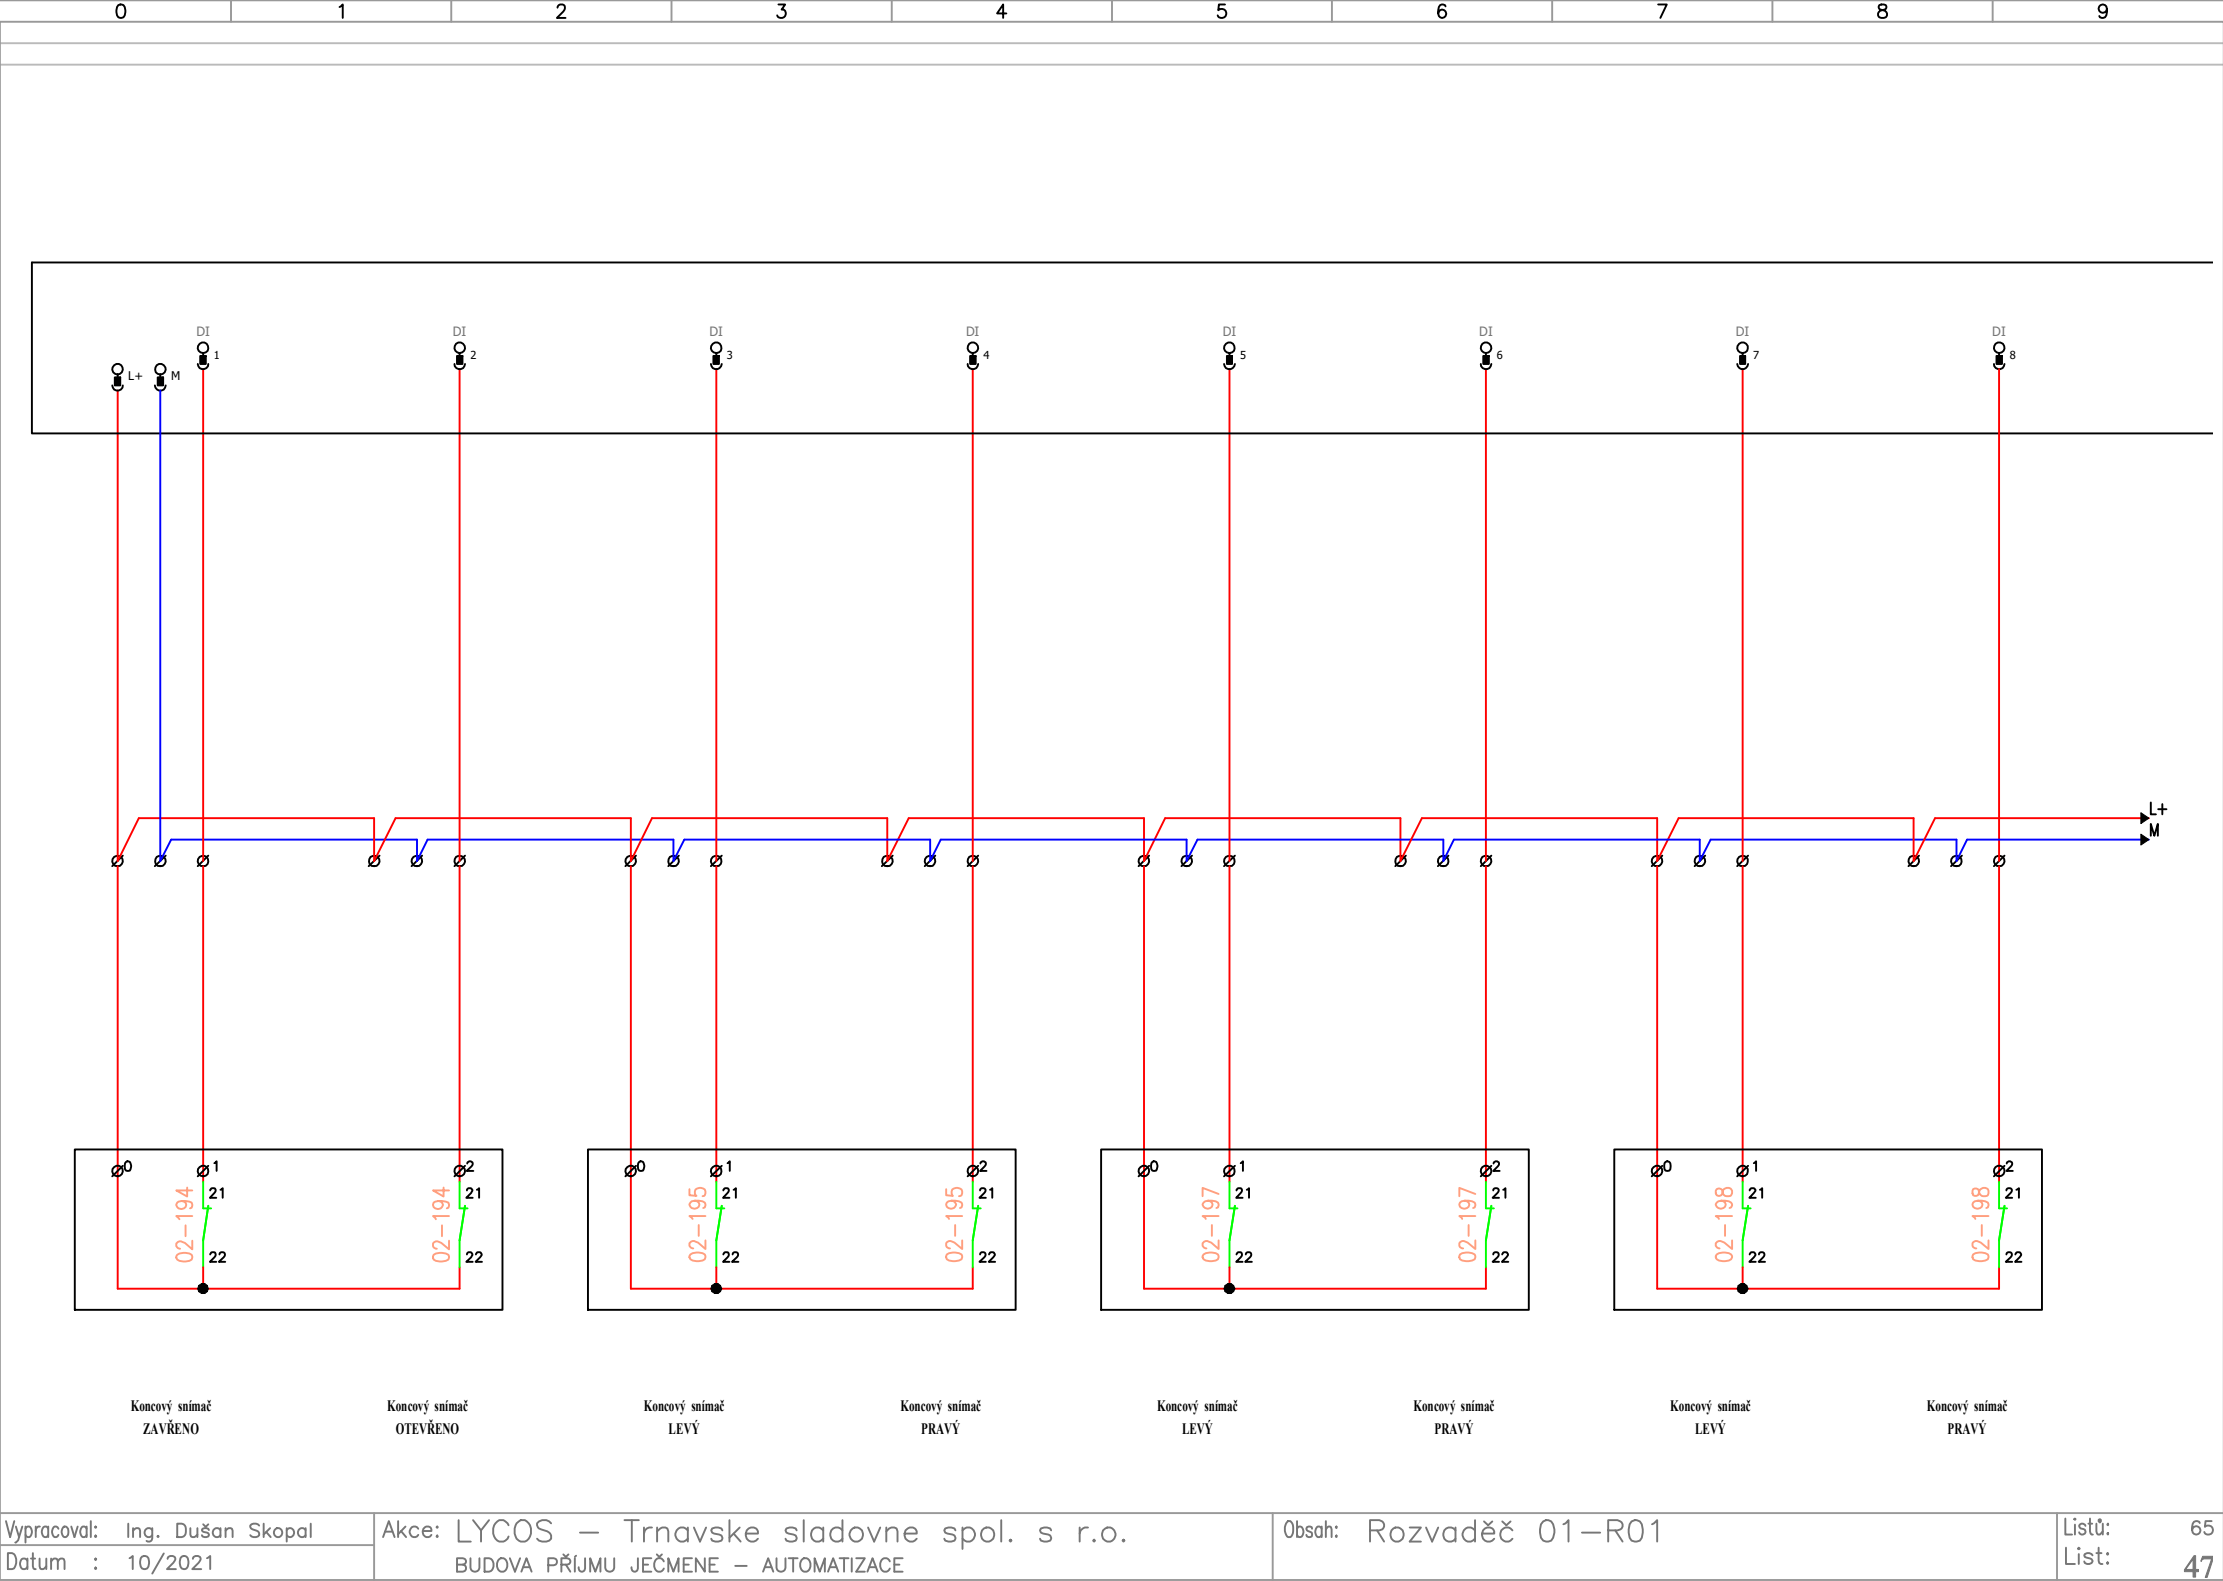 0 1 2 3 4 5 6 7 8 9
DI DI DI DI DI DI DI DI
1 2 3 4 5 6 7 8
L+ M
L+
M
0 1 2 0 1 2 0 1 2 0 1 2
21 21 21 21 21 21 21 21
02-194 02-194 02-195 02-195 02-197 02-197 02-198 02-198
22 22 22 22 22 22 22 22
Koncový snímač Koncový snímač Koncový snímač Koncový snímač Koncový snímač Koncový snímač Koncový snímač Koncový snímač
ZAVŘENO OTEVŘENO LEVÝ PRAVÝ LEVÝ PRAVÝ LEVÝ PRAVÝ
Vypracoval: Ing. Dušan Skopal
Datum : 10/2021
Akce: LYCOS – Trnavske sladovne spol. s r.o.
BUDOVA PŘÍJMU JEČMENE – AUTOMATIZACE
Obsah: Rozvaděč 01–R01
Listů: 65
List: 47